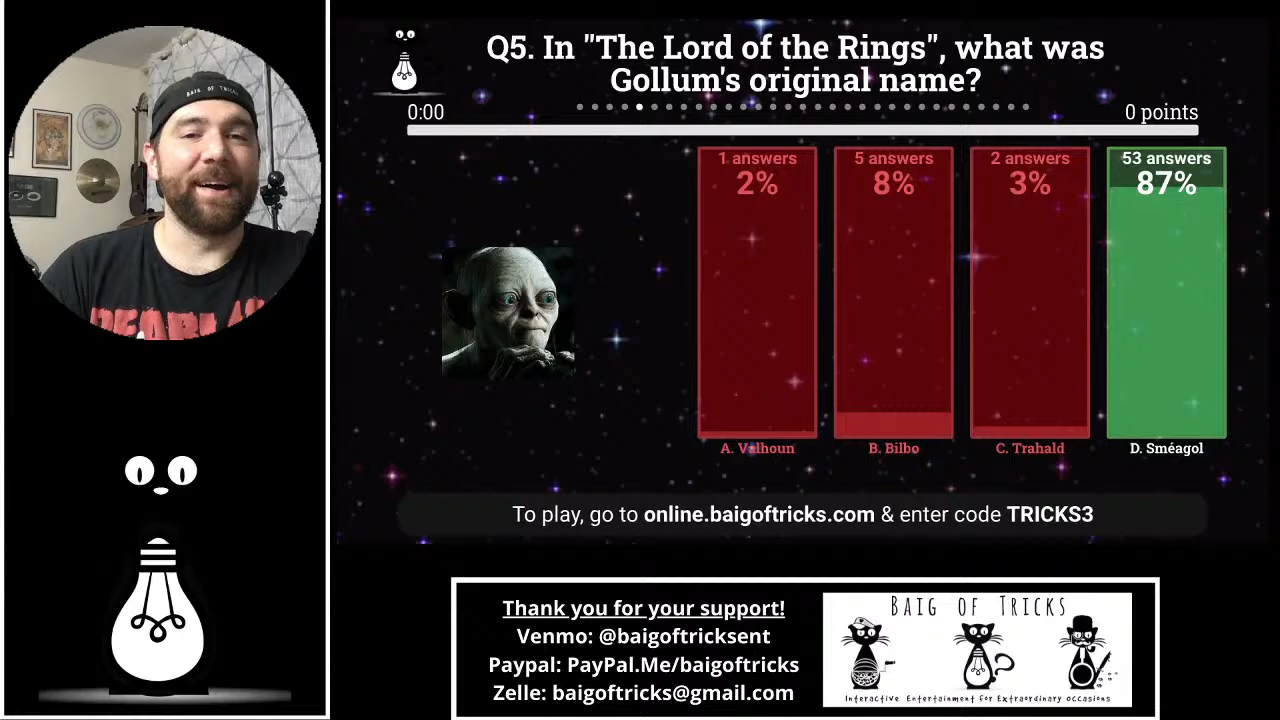 Q5. In "The Lord of the Rings", what was
Gollum's original name?
0:00
0 points
1 answers
2%
5 answers
8%
2 answers
3%
53 answers
87%
A. Valhoun
B. Bilbo
C. Trahald
D. Sméagol
To play, go to online.baigoftricks.com & enter code TRICKS3
Thank you for your support!
Venmo: @baigoftricksent
Paypal: PayPal.Me/baigoftricks
Zelle: baigoftricks@gmail.com
BAIG OF TRICKS
Interactive Entertainment for Extraordinary Occasions
BAIG OF TRICKS